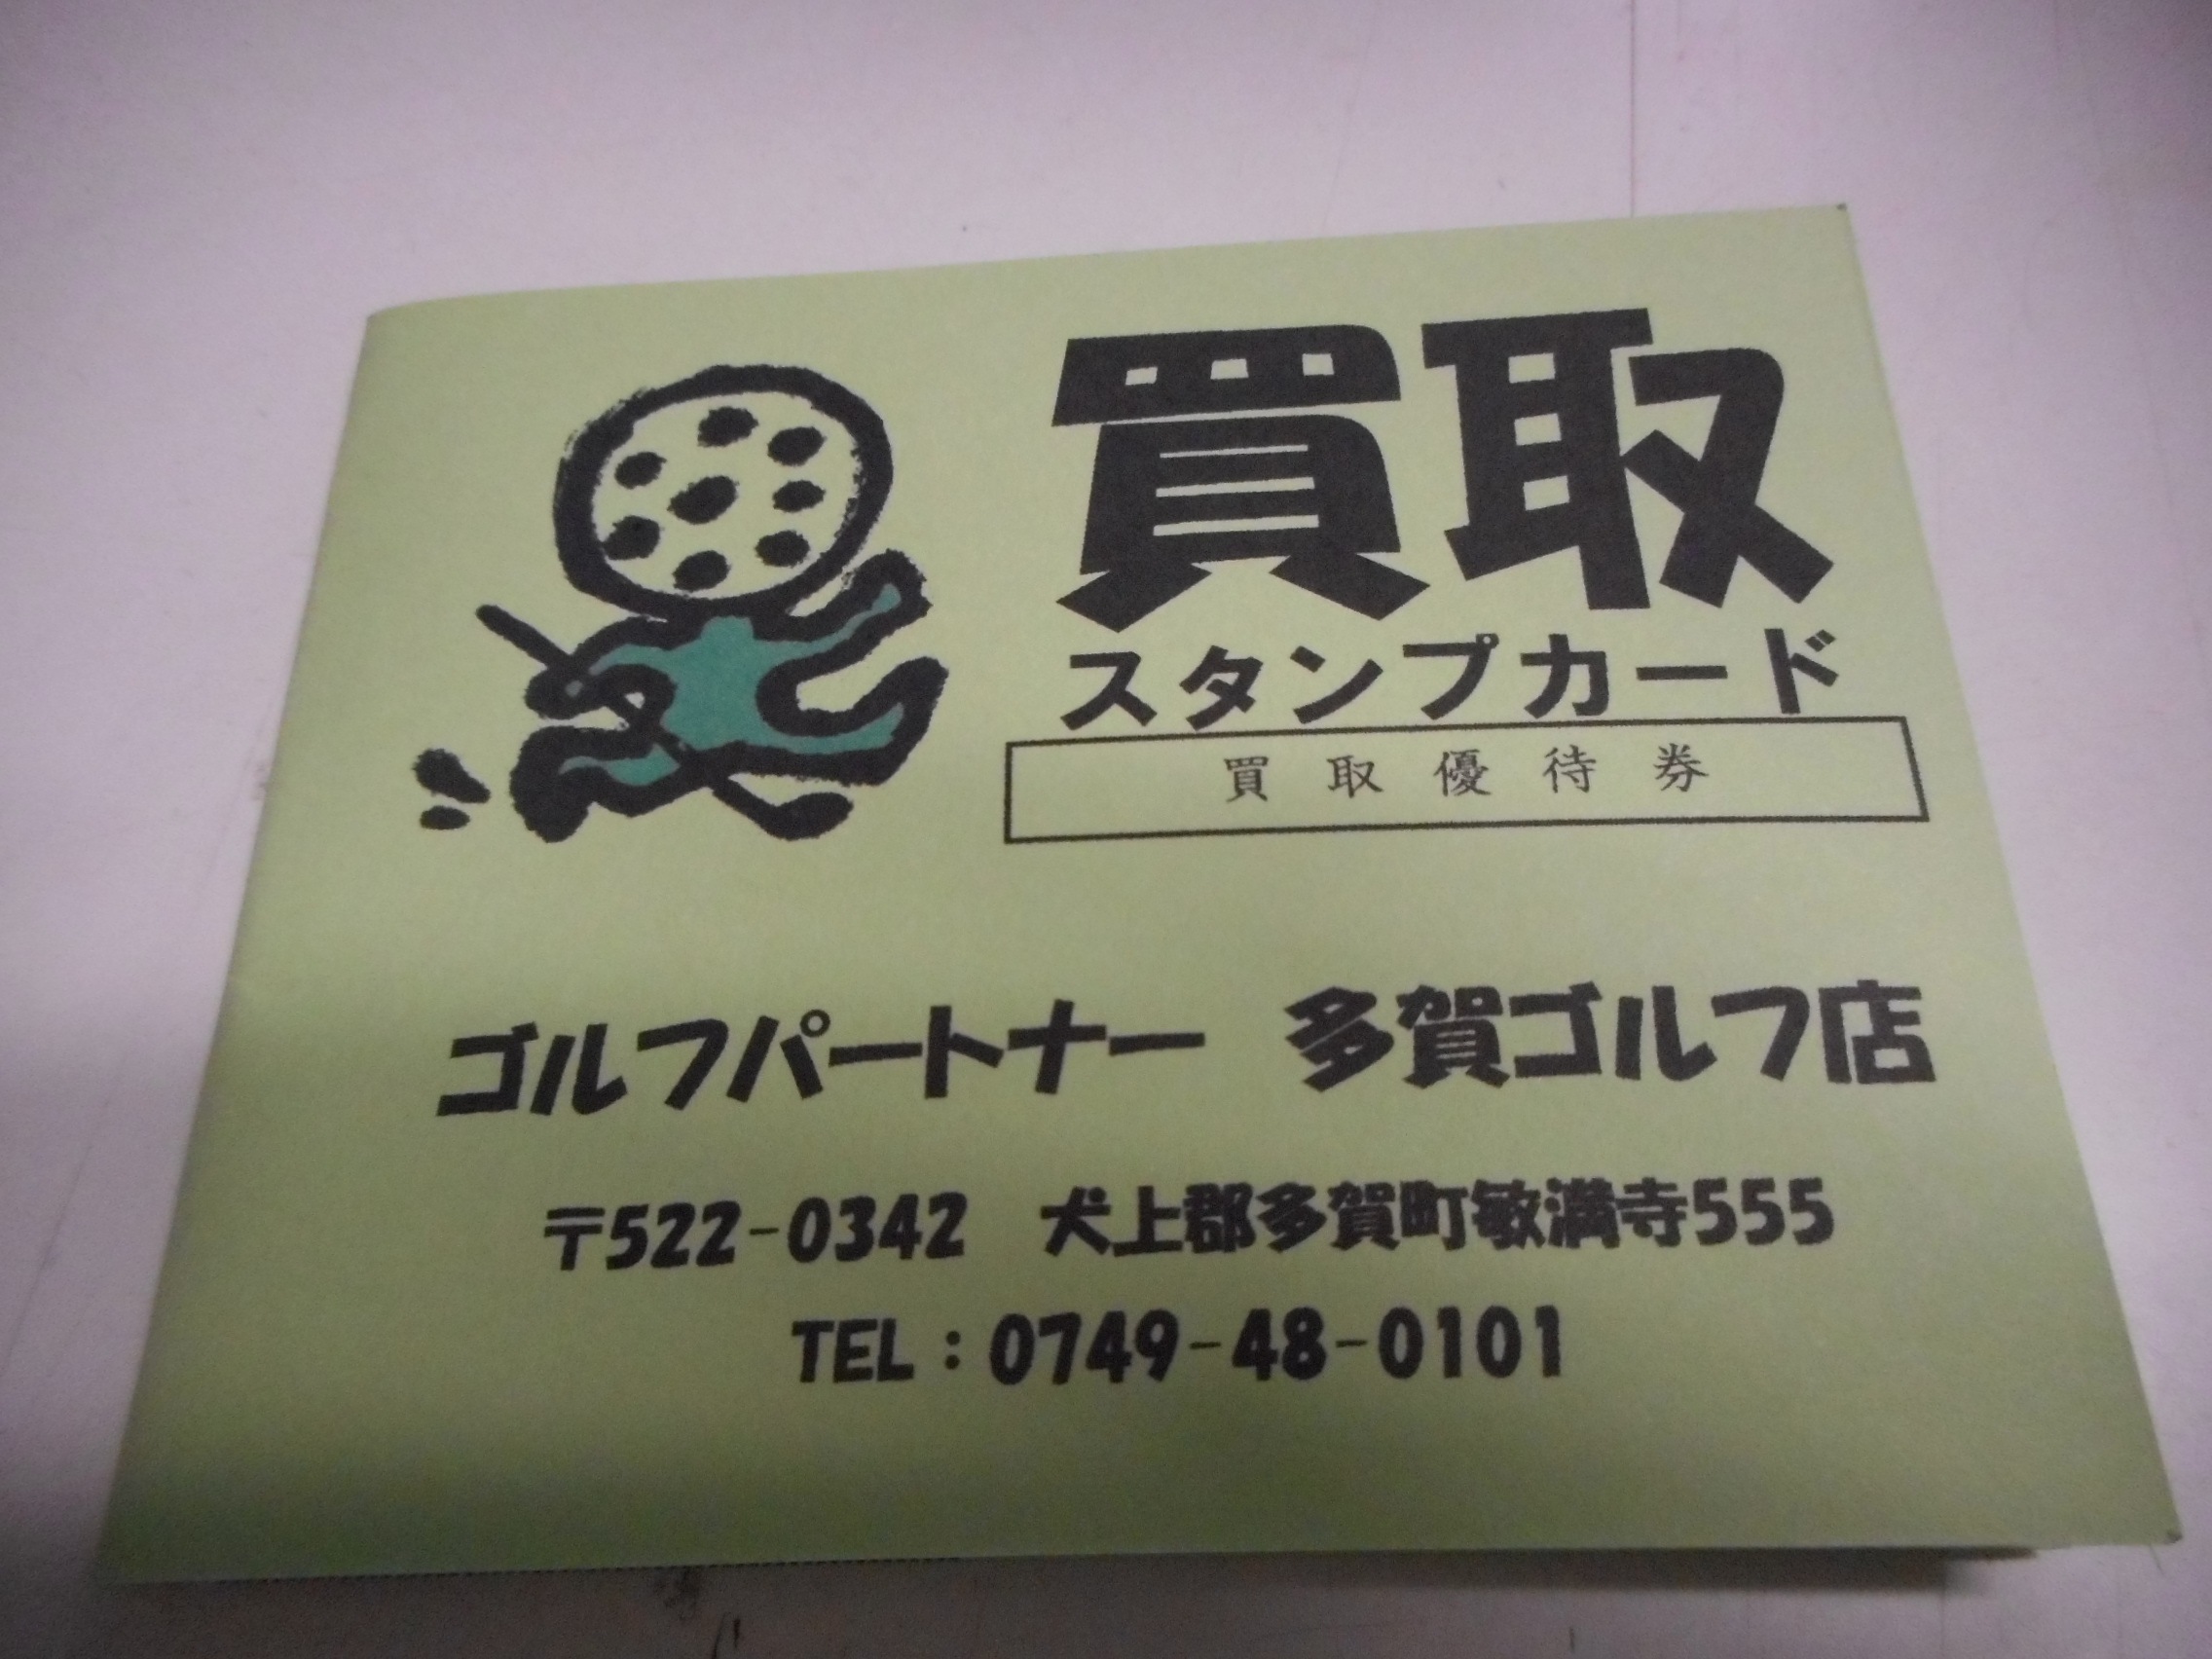 買取
スタンプカード
買取優待券
ゴルフパートナー 多賀ゴルフ店
〒522-0342 犬上郡多賀町敏満寺555
TEL：0749-48-0101